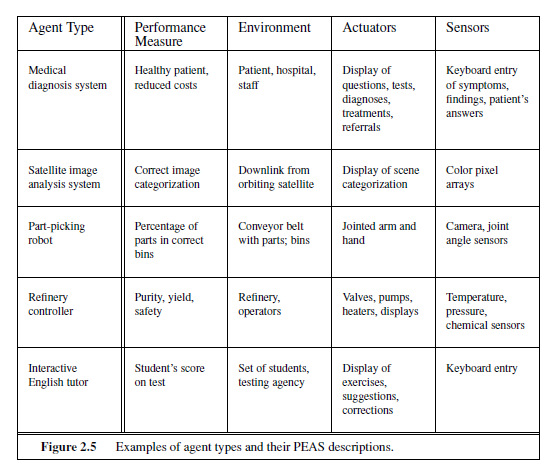 Agent Type
Performance
Measure
Environment
Actuators
Sensors
Medical
diagnosis system
Healthy patient,
reduced costs
Patient, hospital,
staff
Display of
questions, tests,
diagnoses,
treatments,
referrals
Keyboard entry
of symptoms,
findings, patient's
answers
Satellite image
analysis system
Correct image
categorization
Downlink from
orbiting satellite
Display of scene
categorization
Color pixel
arrays
Part-picking
robot
Percentage of
parts in correct
bins
Conveyor belt
with parts; bins
Jointed arm and
hand
Camera, joint
angle sensors
Refinery
controller
Purity, yield,
safety
Refinery,
operators
Valves, pumps,
heaters, displays
Temperature,
pressure,
chemical sensors
Interactive
English tutor
Student's score
on test
Set of students,
testing agency
Display of
exercises,
suggestions,
corrections
Keyboard entry
Figure 2.5 Examples of agent types and their PEAS descriptions.